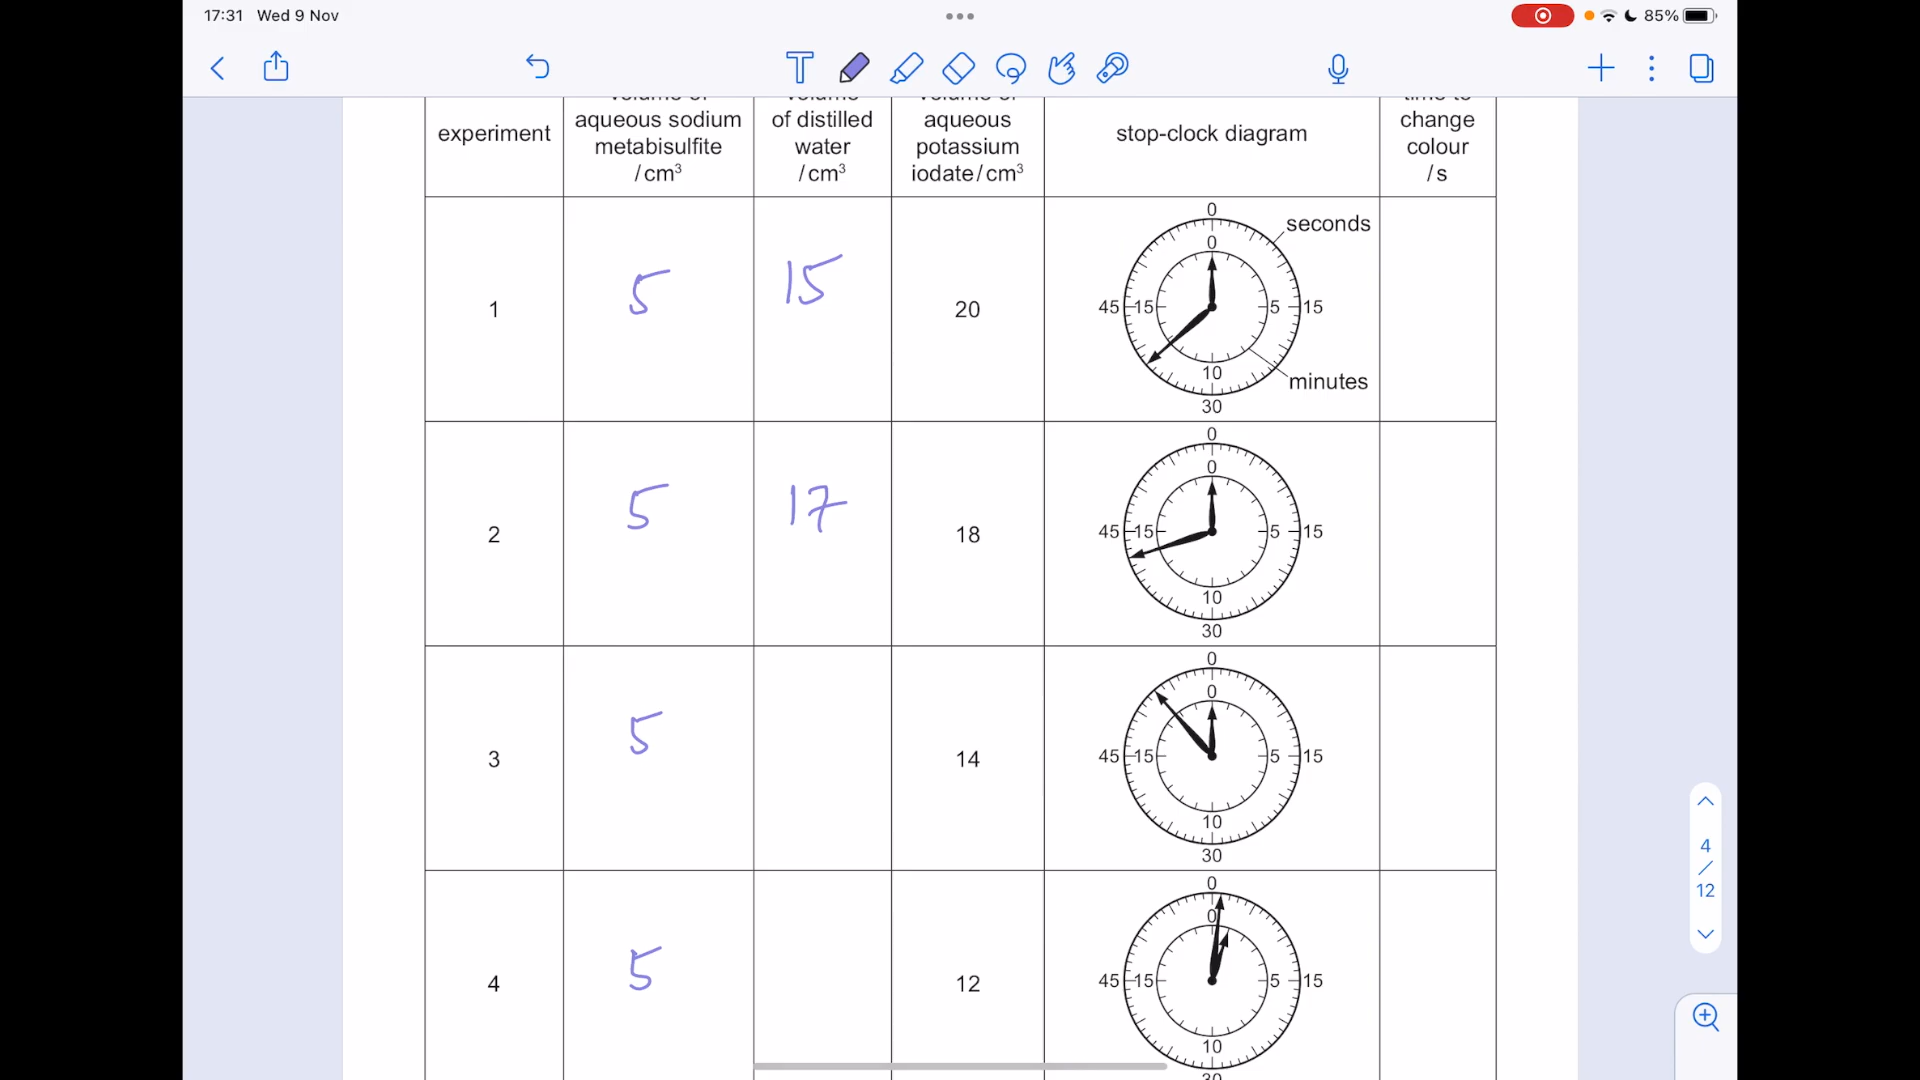 17:31 Wed 9 Nov
85%
T
experiment
aqueous sodium
metabisulfite
/cm³
of distilled
water
/cm³
aqueous
potassium
iodate/cm³
stop-clock diagram
change
colour
/s
1
5
15
20
0
0
seconds
45
15
5
15
10
minutes
30
2
5
17
18
0
0
45
15
5
15
10
30
3
5
14
0
0
45
15
5
15
10
30
4
5
12
0
0
45
15
5
15
10
4
/
12